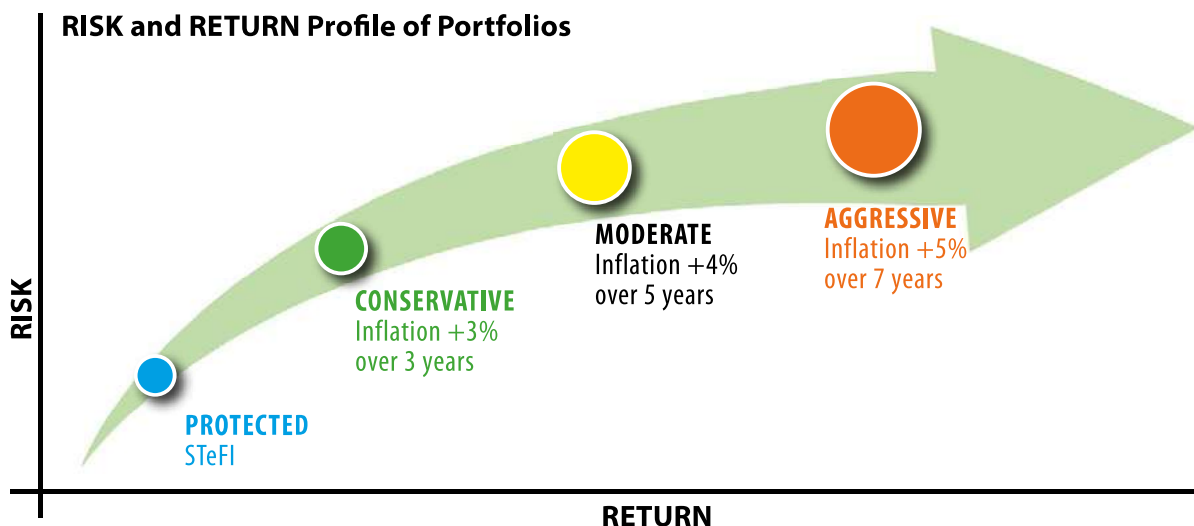 RISK and RETURN Profile of Portfolios
RISK
PROTECTED
STeFI
CONSERVATIVE
Inflation +3%
over 3 years
MODERATE
Inflation +4%
over 5 years
AGGRESSIVE
Inflation +5%
over 7 years
RETURN